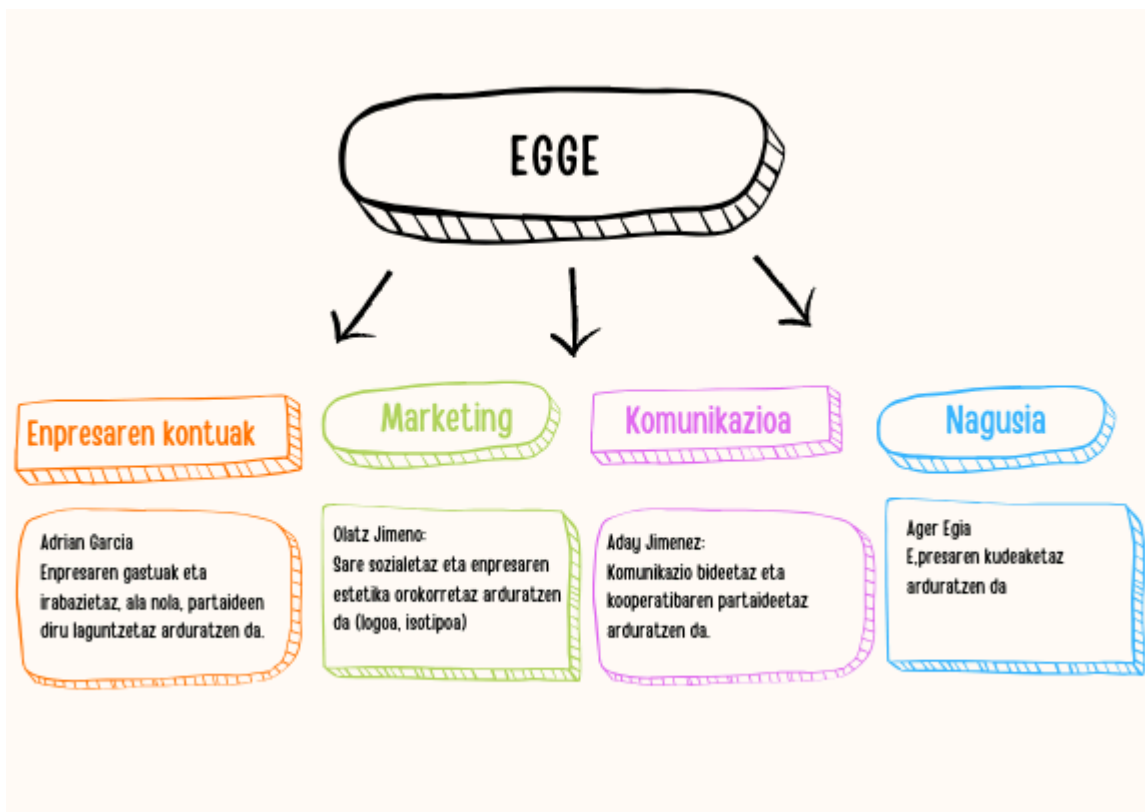 EGGE
Enpresaren kontuak
Marketing
Komunikazioa
Nagusia
Adrian Garcia
Enpresaren gastuak eta
irabazietaz, ala nola, partaideen
diru laguntzetaz arduratzen da.
Olatz Jimeno:
Sare sozialetaz eta enpresaren
estetika orokorretaz arduratzen
da (logoa, isotipoa)
Aday Jimenez:
Komunikazio bideetaz eta
kooperatibaren partaideetaz
arduratzen da.
Ager Egia
E,presaren kudeaketaz
arduratzen da